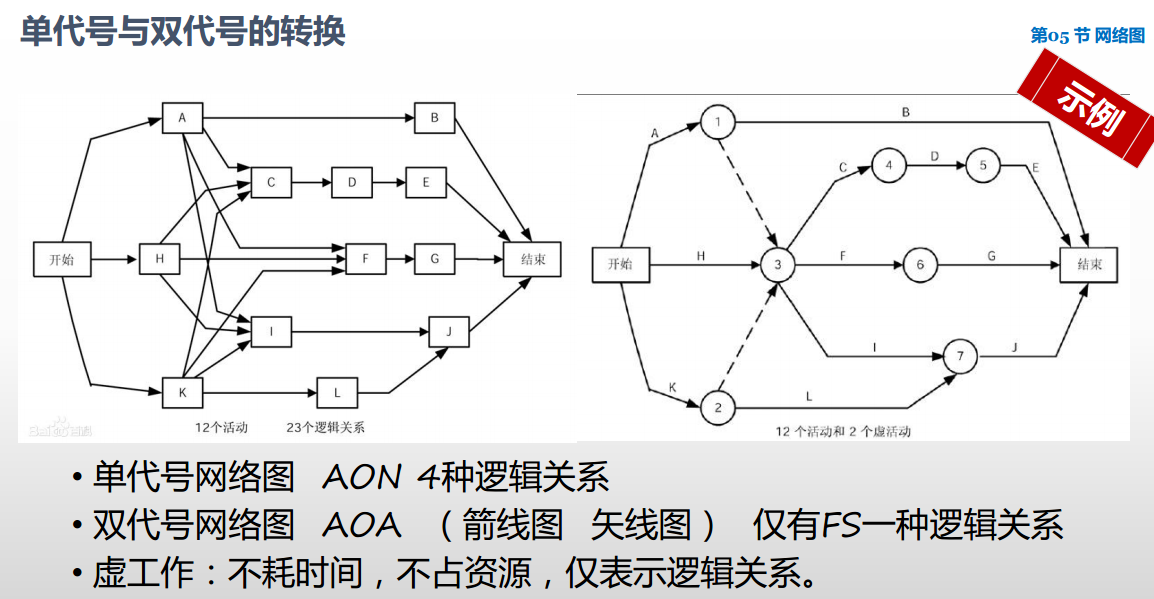 单代号与双代号的转换
第05节 网络图
示例
A
B
C
D
E
开始
H
F
G
结束
I
J
K
L
12个活动
23个逻辑关系
A
1
B
C
4
D
5
E
开始
H
3
F
6
G
结束
I
7
J
K
2
L
12 个活动和 2 个虚活动
• 单代号网络图 AON 4种逻辑关系
• 双代号网络图 AOA （ 箭线图 矢线图 ） 仅有FS一种逻辑关系
• 虚工作：不耗时间，不占资源，仅表示逻辑关系。